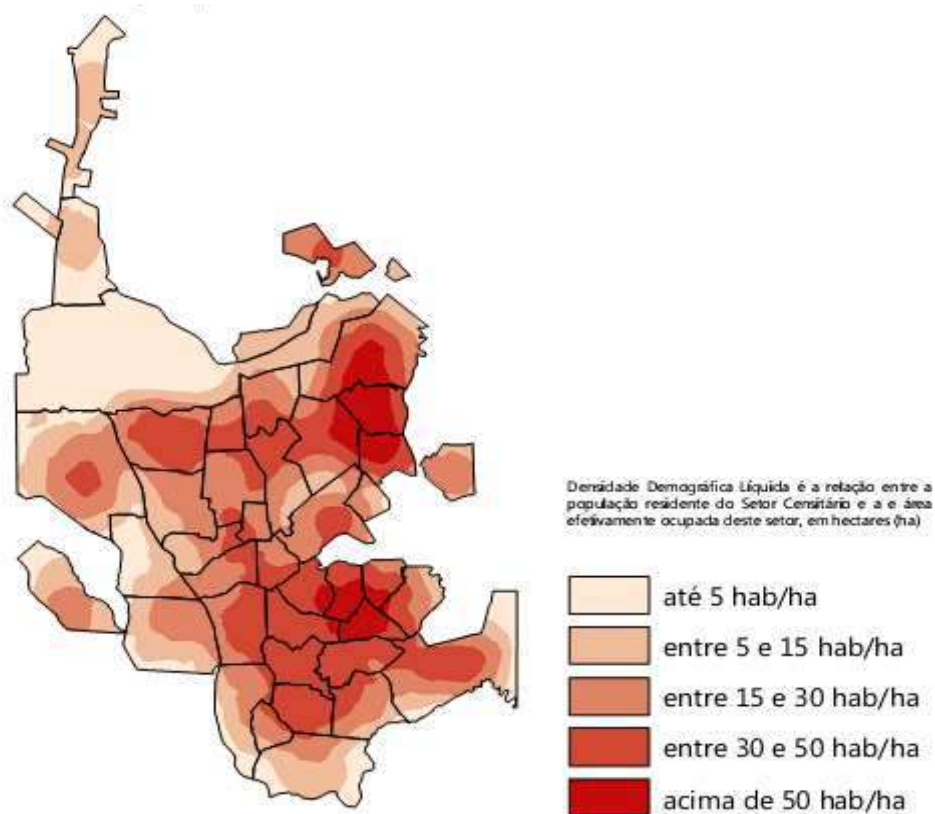 Densidade Demográfica Líquida é a relação entre a
população residente do Setor Censitário e a e área
efetivamente ocupada deste setor, em hectares (ha)
até 5 hab/ha
entre 5 e 15 hab/ha
entre 15 e 30 hab/ha
entre 30 e 50 hab/ha
acima de 50 hab/ha